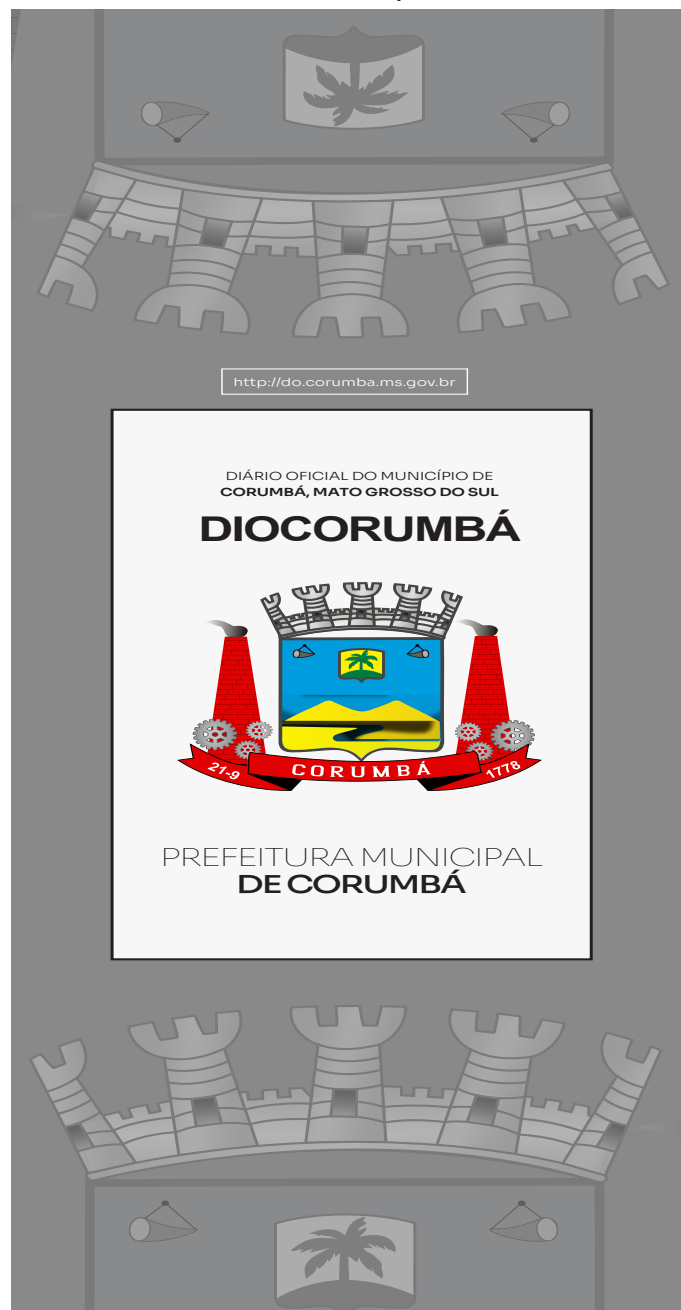 http://do.corumba.ms.gov.br
DIÁRIO OFICIAL DO MUNICÍPIO DE
CORUMBÁ, MATO GROSSO DO SUL
DIOCORUMBÁ
21-9 CORUMBÁ 1778
PREFEITURA MUNICIPAL
DE CORUMBÁ